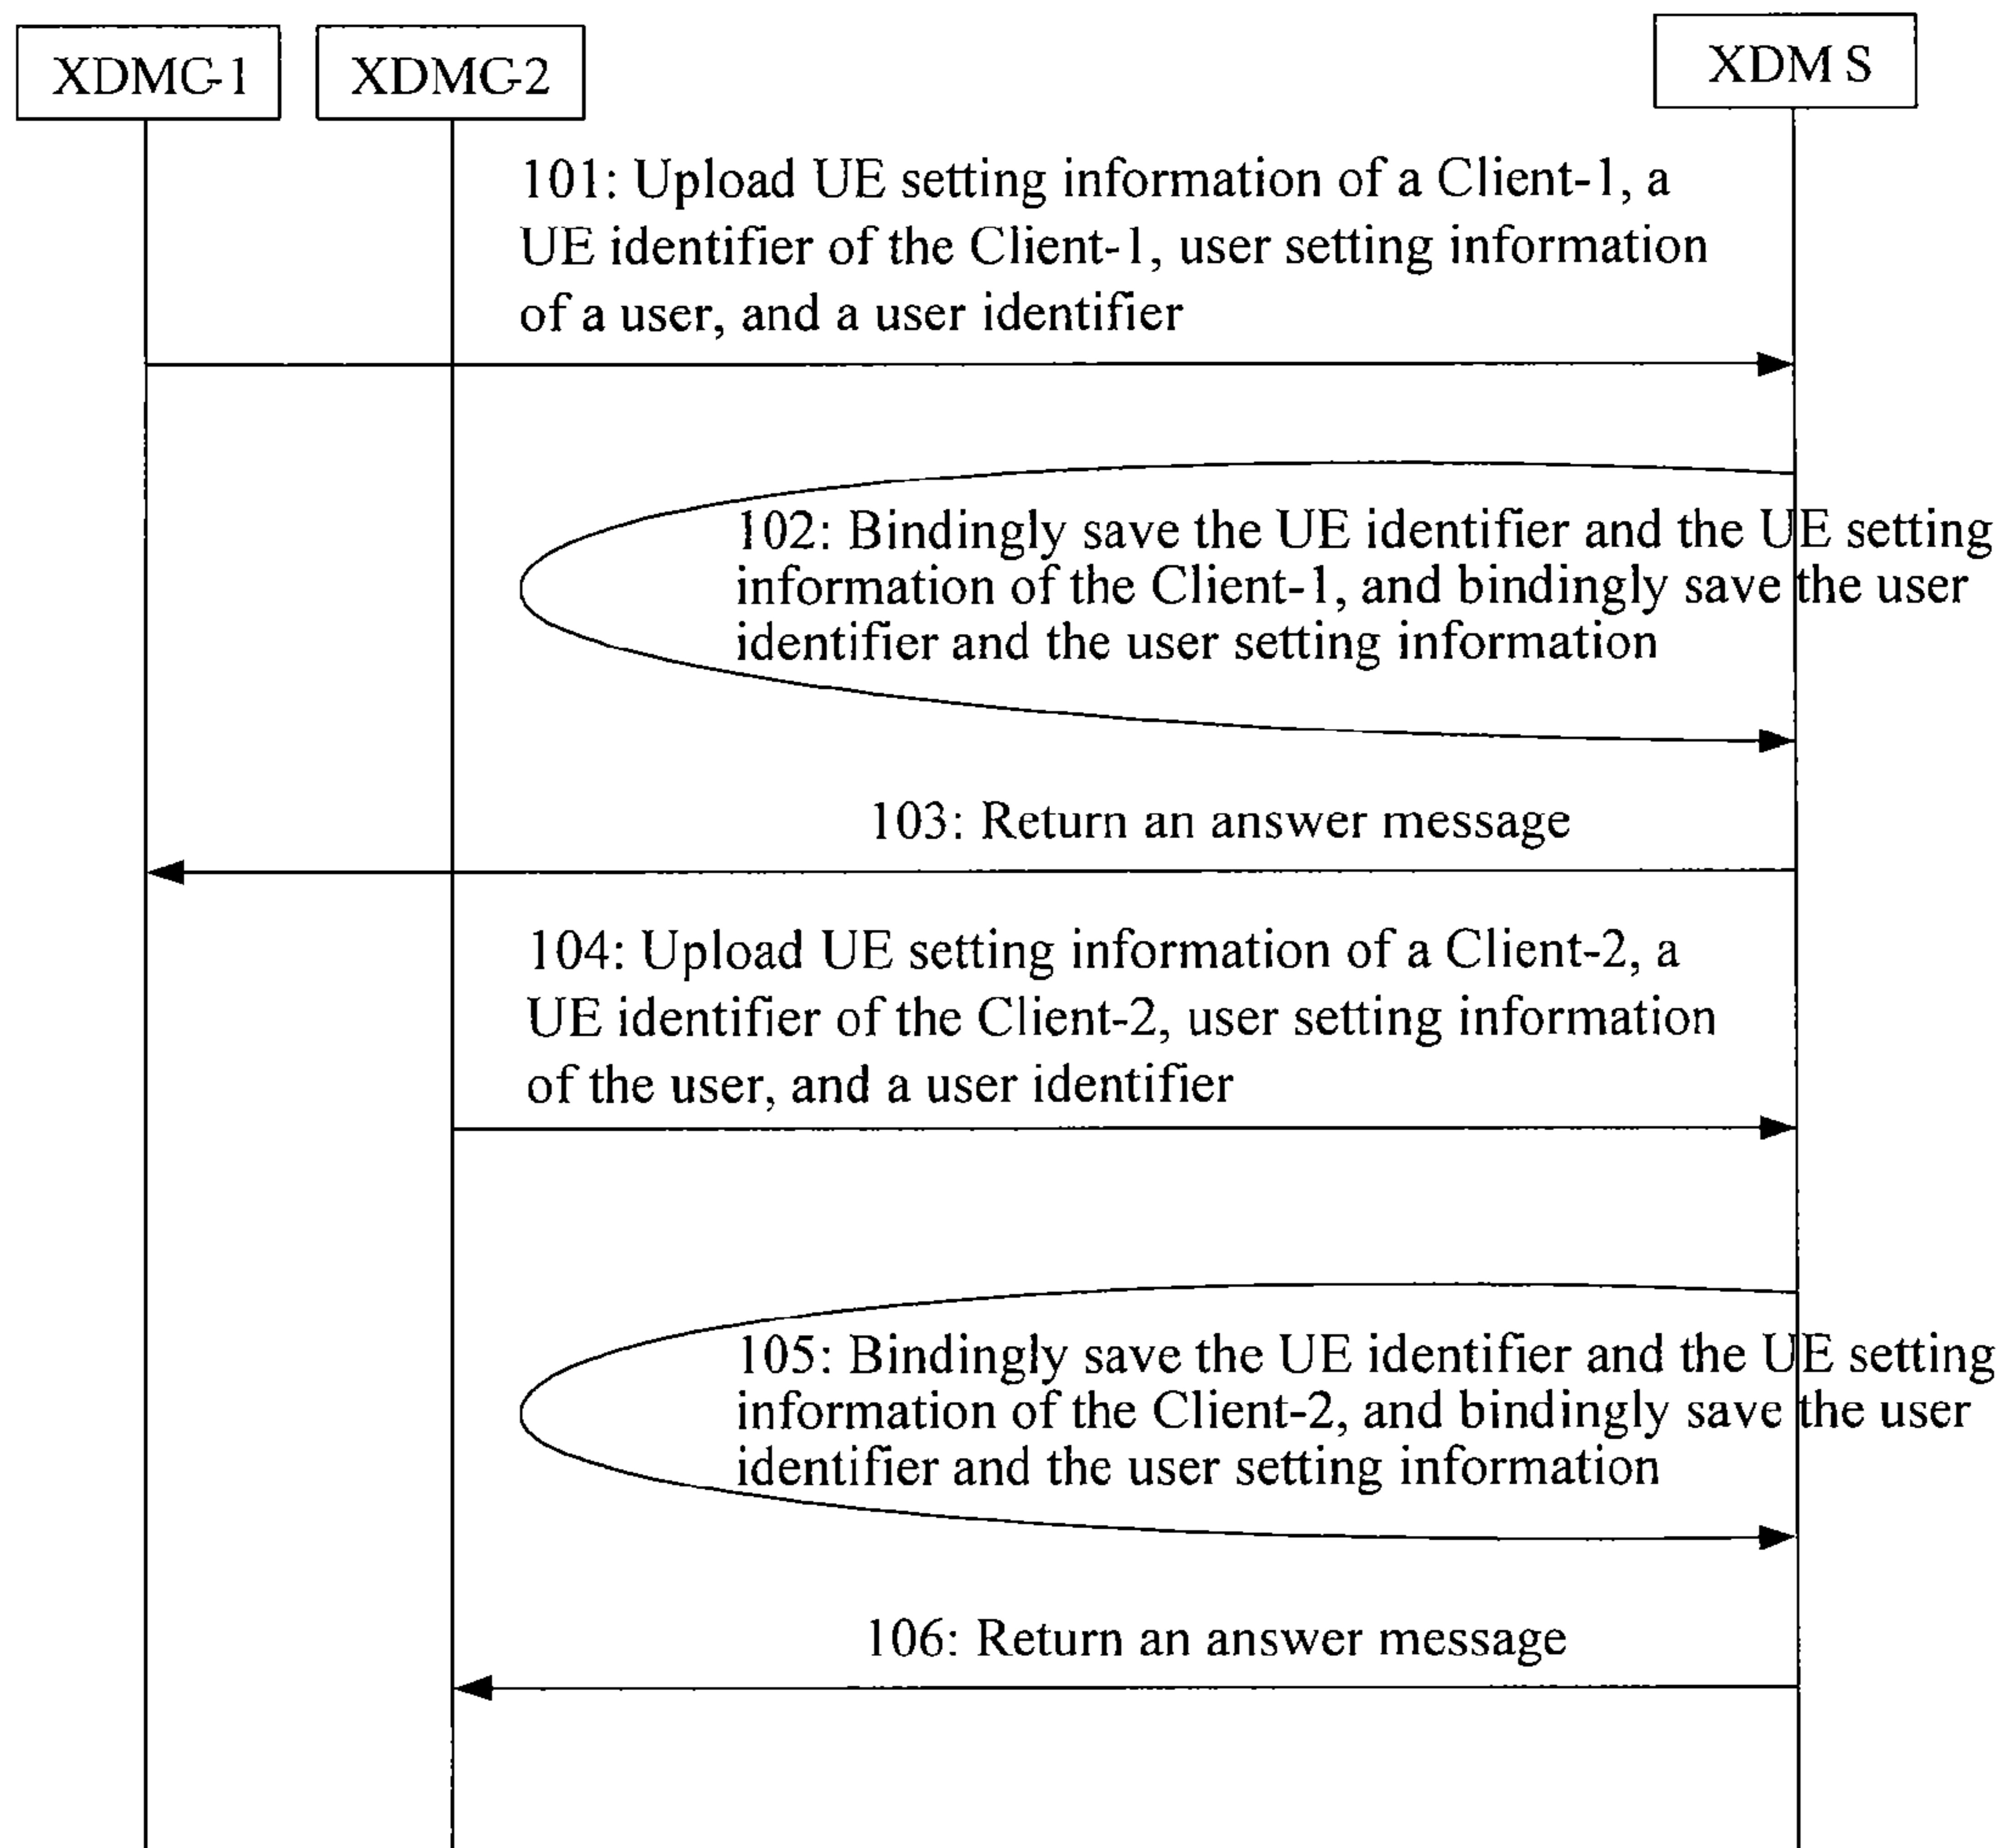 XDMC-1
XDMC-2
XDM S
101: Upload UE setting information of a Client-1, a
UE identifier of the Client-1, user setting information
of a user, and a user identifier
102: Bindingly save the UE identifier and the UE setting
information of the Client-1, and bindingly save the user
identifier and the user setting information
103: Return an answer message
104: Upload UE setting information of a Client-2, a
UE identifier of the Client-2, user setting information
of the user, and a user identifier
105: Bindingly save the UE identifier and the UE setting
information of the Client-2, and bindingly save the user
identifier and the user setting information
106: Return an answer message